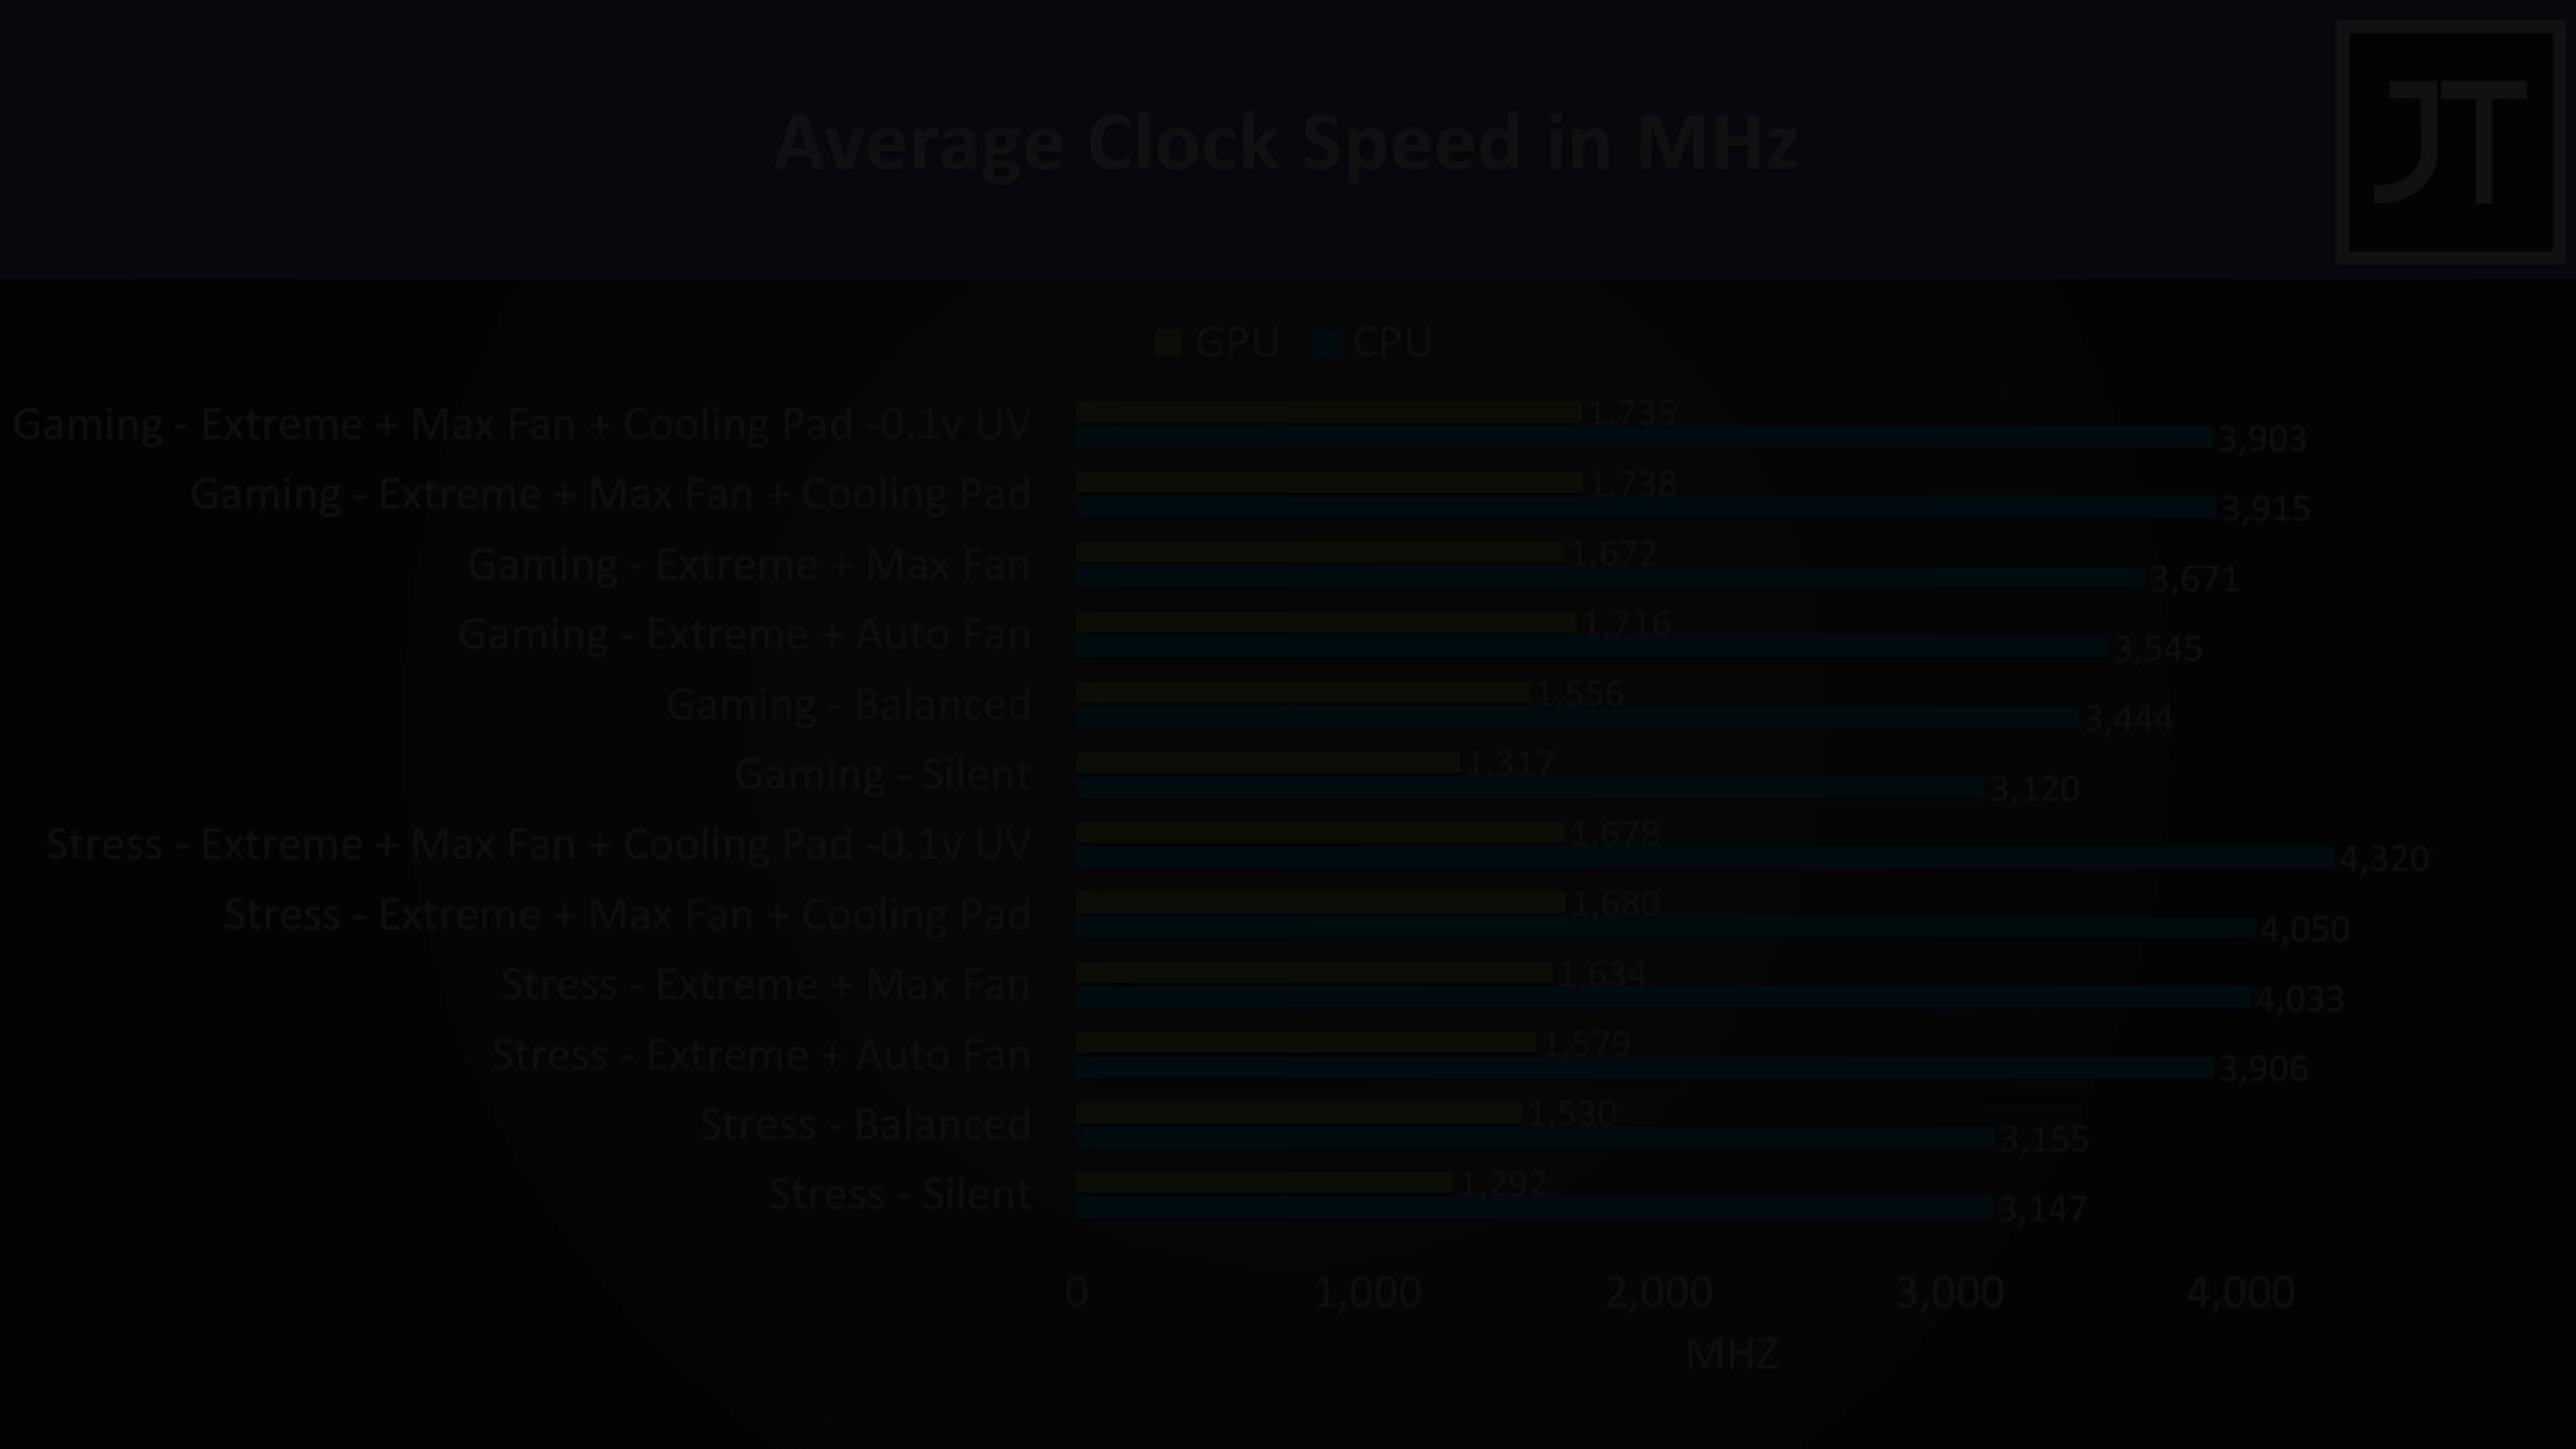 JT
Average Clock Speed in MHz
GPU CPU
Gaming - Extreme + Max Fan + Cooling Pad -0.1v UV 1,735 3,903
Gaming - Extreme + Max Fan + Cooling Pad 1,738 3,915
Gaming - Extreme + Max Fan 1,672 3,671
Gaming - Extreme + Auto Fan 1,716 3,545
Gaming - Balanced 1,556 3,444
Gaming - Silent 1,317 3,120
Stress - Extreme + Max Fan + Cooling Pad -0.1v UV 1,678 4,320
Stress - Extreme + Max Fan + Cooling Pad 1,680 4,050
Stress - Extreme + Max Fan 1,634 4,033
Stress - Extreme + Auto Fan 1,579 3,906
Stress - Balanced 1,530 3,155
Stress - Silent 1,292 3,147
0 1,000 2,000 3,000 4,000
MHZ